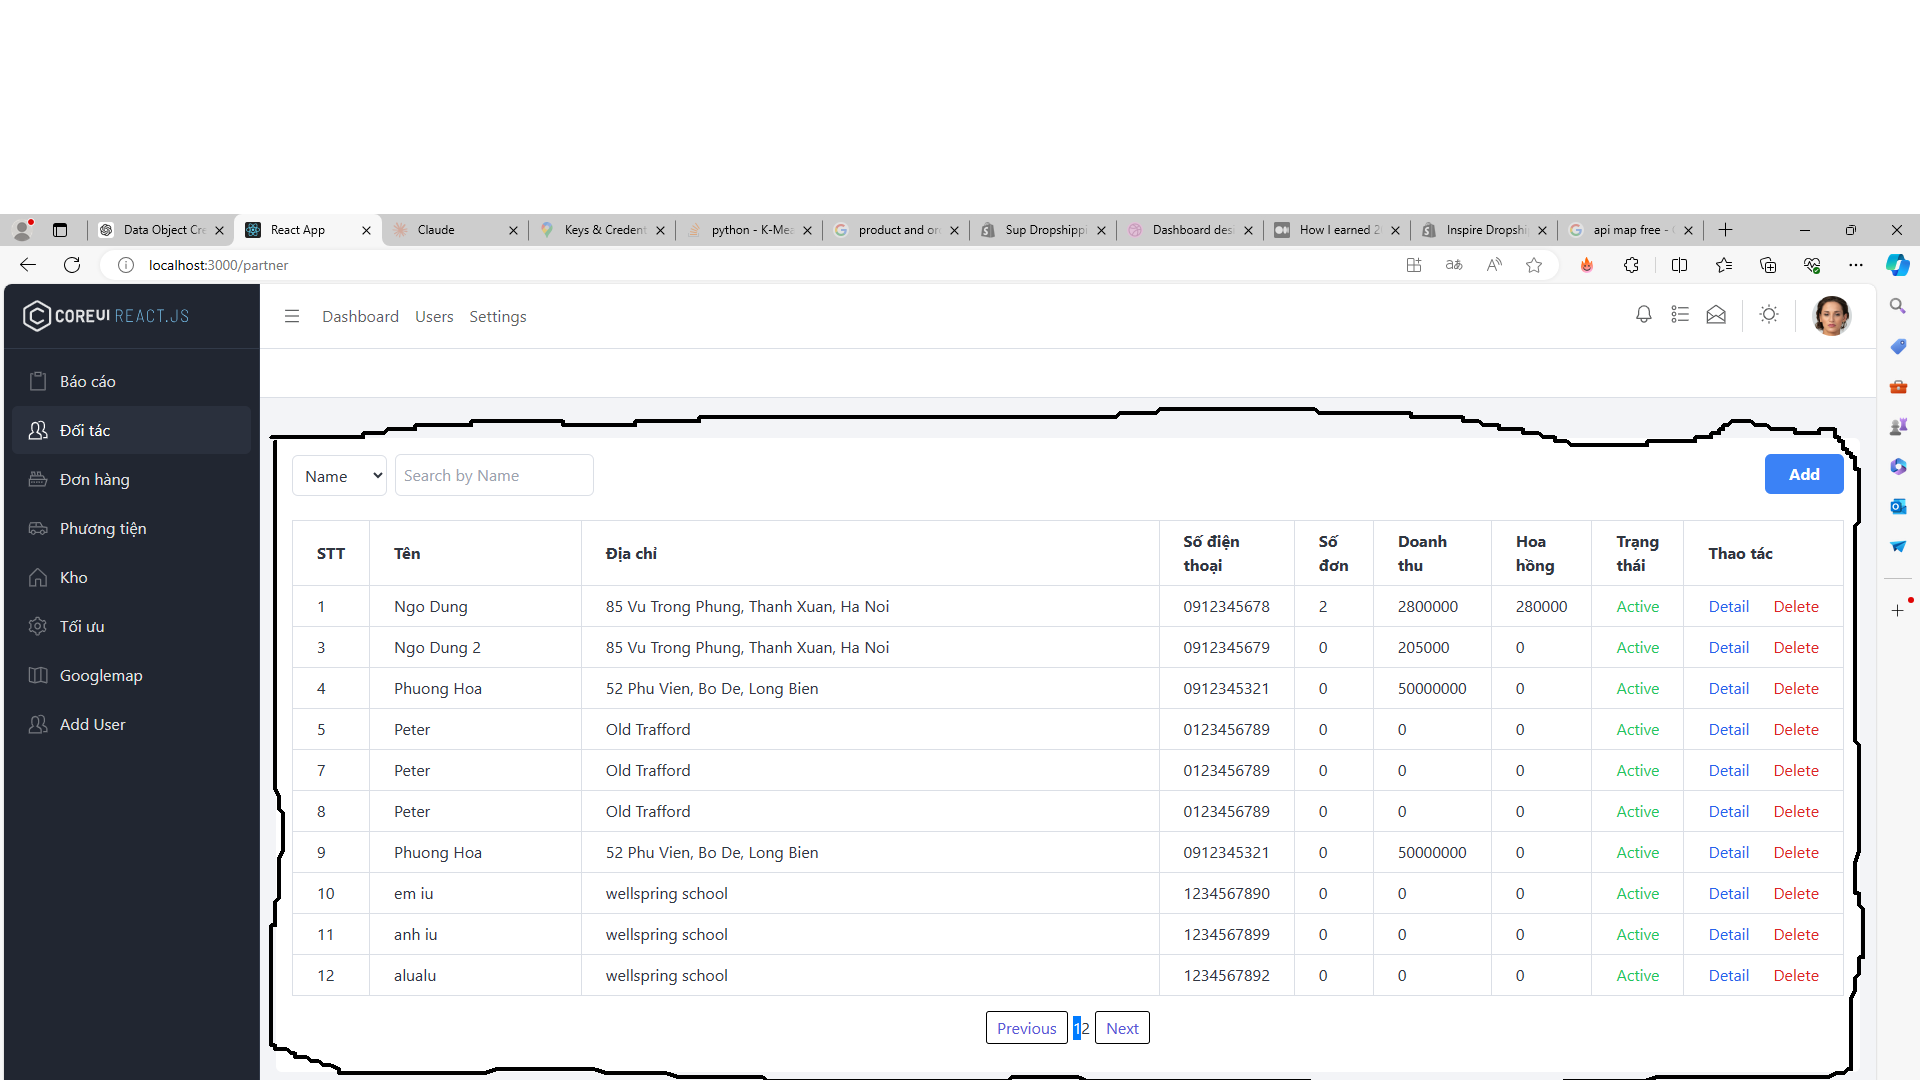 Data Object Cre
React App
Claude
Keys & Credent
python - K-Mea
product and or
Sup Dropshippi
Dashboard des
How I earned 2
Inspire Dropshi
api map free -
localhost:3000/partner
COREUI REACT.JS
Dashboard Users Settings
Báo cáo
Đối tác
Đơn hàng
Phương tiện
Kho
Tối ưu
Googlemap
Add User
Name Search by Name Add
STT Tên Địa chỉ Số điện thoại Số đơn Doanh thu Hoa hồng Trạng thái Thao tác
1 Ngo Dung 85 Vu Trong Phung, Thanh Xuan, Ha Noi 0912345678 2 2800000 280000 Active Detail Delete
3 Ngo Dung 2 85 Vu Trong Phung, Thanh Xuan, Ha Noi 0912345679 0 205000 0 Active Detail Delete
4 Phuong Hoa 52 Phu Vien, Bo De, Long Bien 0912345321 0 50000000 0 Active Detail Delete
5 Peter Old Trafford 0123456789 0 0 0 Active Detail Delete
7 Peter Old Trafford 0123456789 0 0 0 Active Detail Delete
8 Peter Old Trafford 0123456789 0 0 0 Active Detail Delete
9 Phuong Hoa 52 Phu Vien, Bo De, Long Bien 0912345321 0 50000000 0 Active Detail Delete
10 em iu wellspring school 1234567890 0 0 0 Active Detail Delete
11 anh iu wellspring school 1234567899 0 0 0 Active Detail Delete
12 alualu wellspring school 1234567892 0 0 0 Active Detail Delete
Previous 12 Next